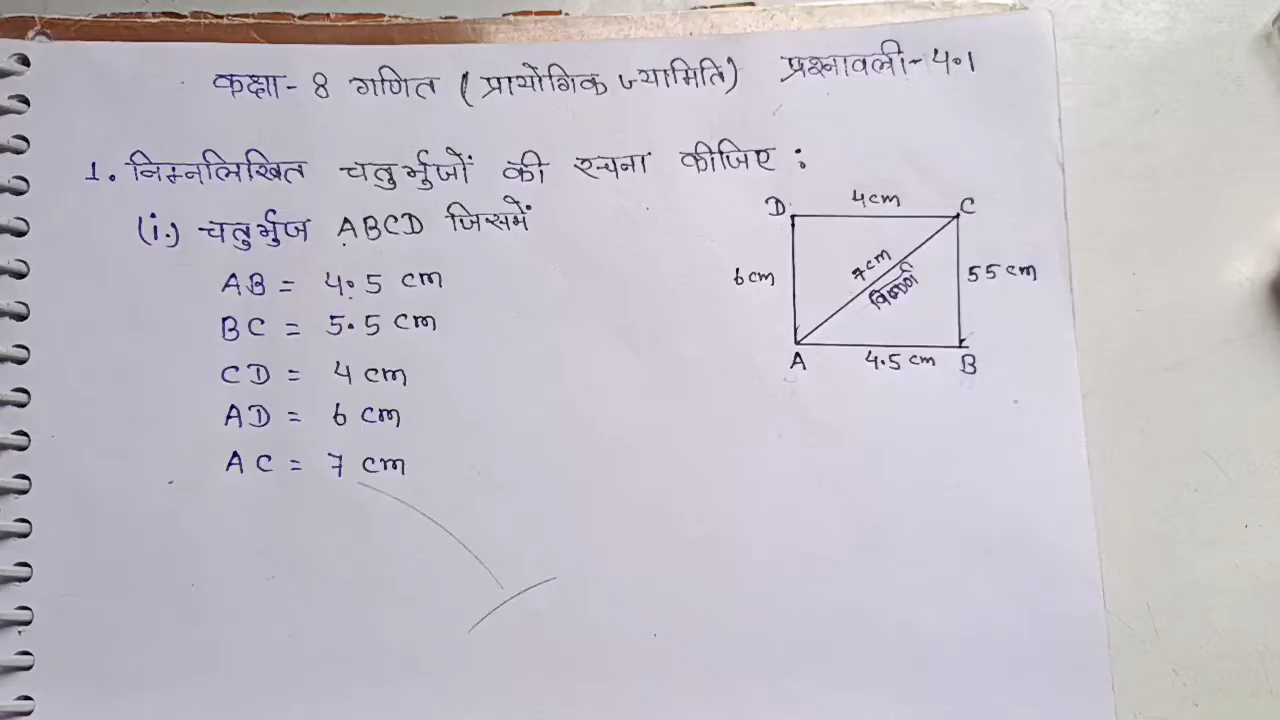 कक्षा - 8 गणित ( प्रायोगिक ज्यामिति) प्रश्नावली - 4.1
1. निम्नलिखित चतुर्भुजों की रचना कीजिए :
(i.) चतुर्भुज ABCD जिसमें
AB = 4.5 cm
BC = 5.5 cm
CD = 4 cm
AD = 6 cm
AC = 7 cm
D 4cm C
6cm 7cm विकर्ण 55 cm
A 4.5 cm B